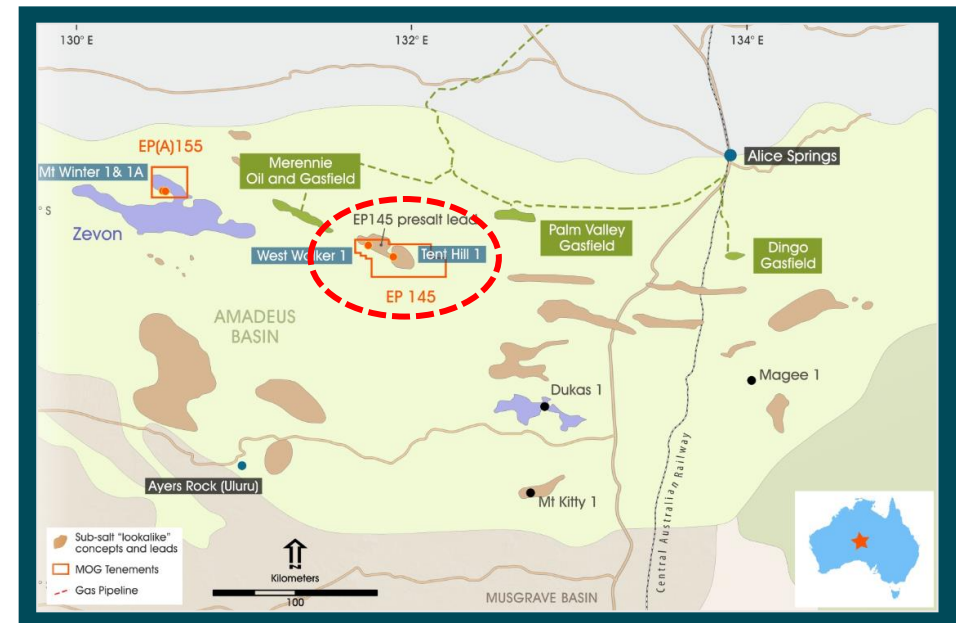 130° E
132° E
134° E
EP(A)155
Mt Winter 1& 1A
Merennie
Oil and Gasfield
Alice Springs
° S
Zevon
EP145 presalt lead
West Walker 1
Tent Hill 1
EP 145
Palm Valley
Gasfield
Dingo
Gasfield
AMADEUS
BASIN
Dukas 1
Magee 1
Ayers Rock (Uluru)
Mt Kitty 1
Central Australian Railway
Sub-salt "lookalike"
concepts and leads
MOG Tenements
Gas Pipeline
Kilometers
100
MUSGRAVE BASIN